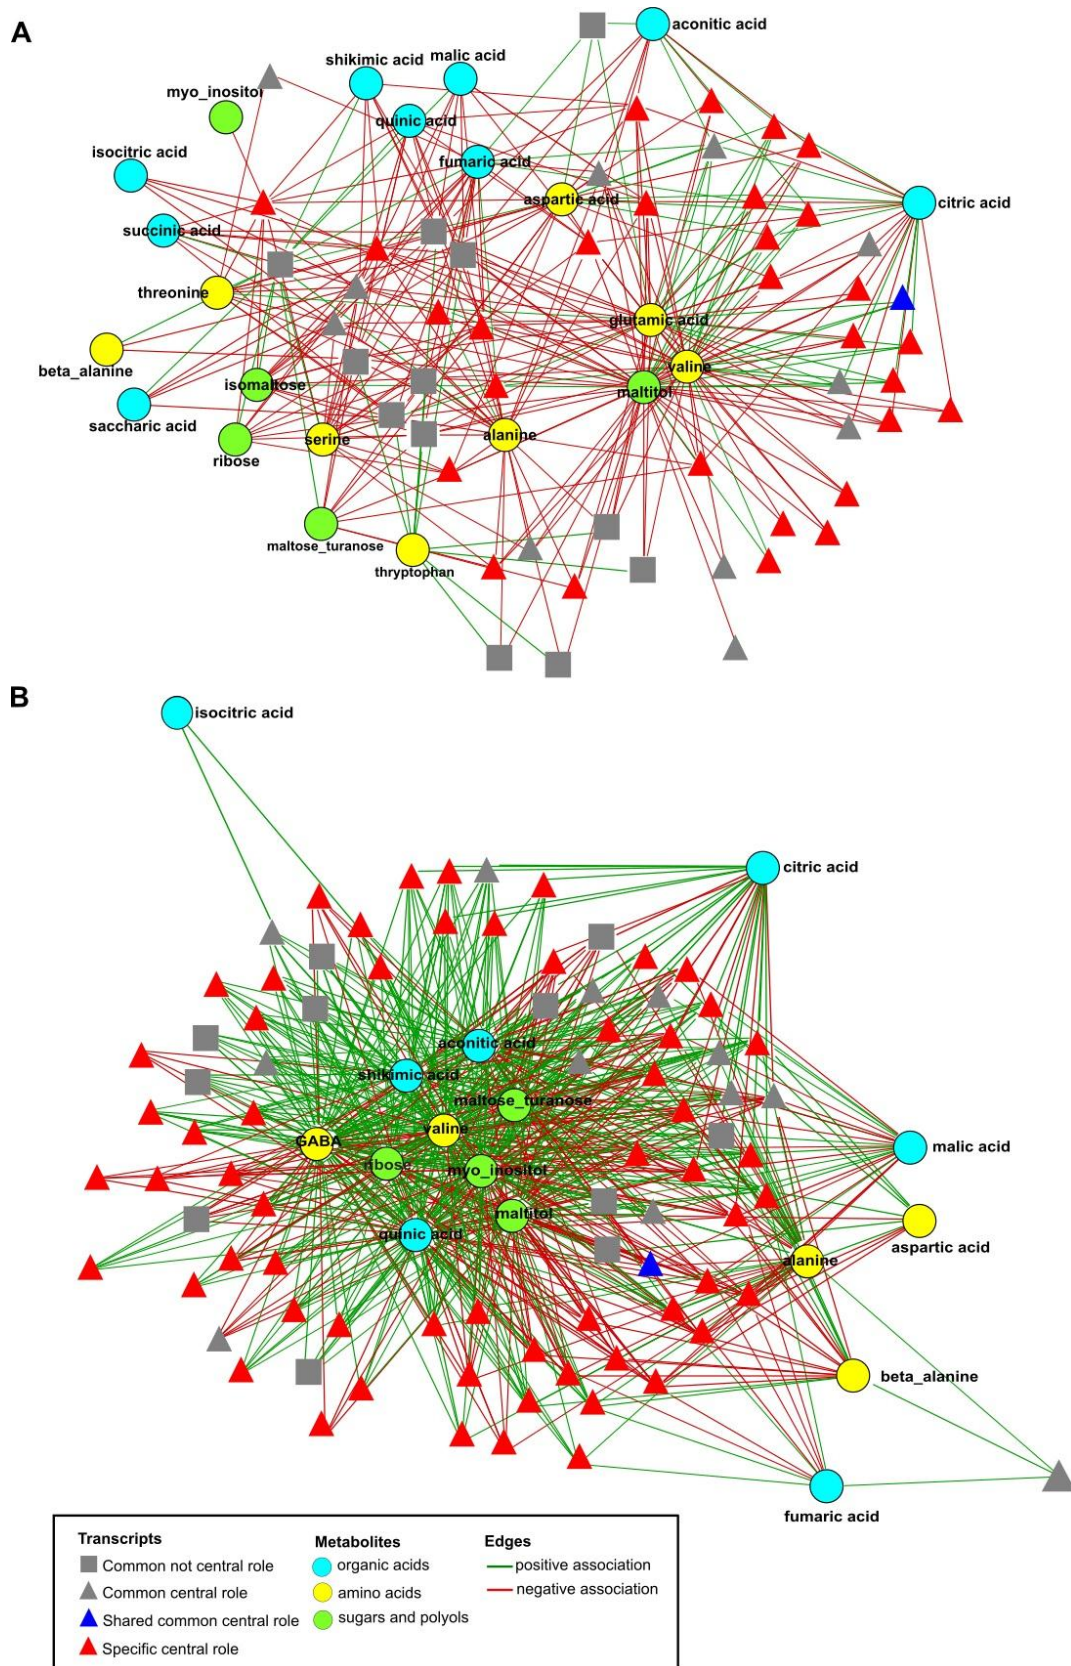 A
aconitic acid
shikimic acid
malic acid
myo_inositol
quinic acid
isocitric acid
fumaric acid
aspartic acid
citric acid
succinic acid
threonine
glutamic acid
beta_alanine
valine
isomaltose
maltitol
saccharic acid
ribose
serine
alanine
maltose_turanose
thryptophan
B
isocitric acid
citric acid
aconitic acid
shikimic acid
maltose_turanose
valine
GABA
malic acid
ribose
myo_inositol
maltitol
quinic acid
aspartic acid
alanine
beta_alanine
fumaric acid
Transcripts
Common not central role
Common central role
Shared common central role
Specific central role
Metabolites
organic acids
amino acids
sugars and polyols
Edges
positive association
negative association